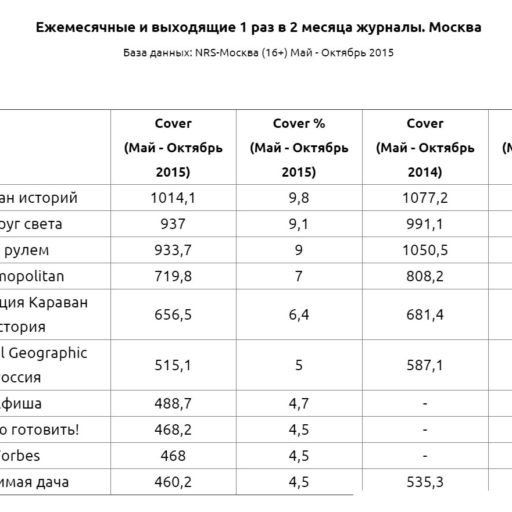 Ежемесячные и выходящие 1 раз в 2 месяца журналы. Москва
База данных: NRS-Москва (16+) Май - Октябрь 2015
Cover (Май - Октябрь 2015) Cover % (Май - Октябрь 2015) Cover (Май - Октябрь 2014)
ан историй 1014,1 9,8 1077,2
руг света 937 9,1 991,1
рулем 933,7 9 1050,5
mopolitan 719,8 7 808,2
ция Караван
стория 656,5 6,4 681,4
l Geographic
оссия 515,1 5 587,1
фиша 488,7 4,7 -
о готовить! 468,2 4,5 -
orbes 468 4,5 -
имая дача 460,2 4,5 535,3